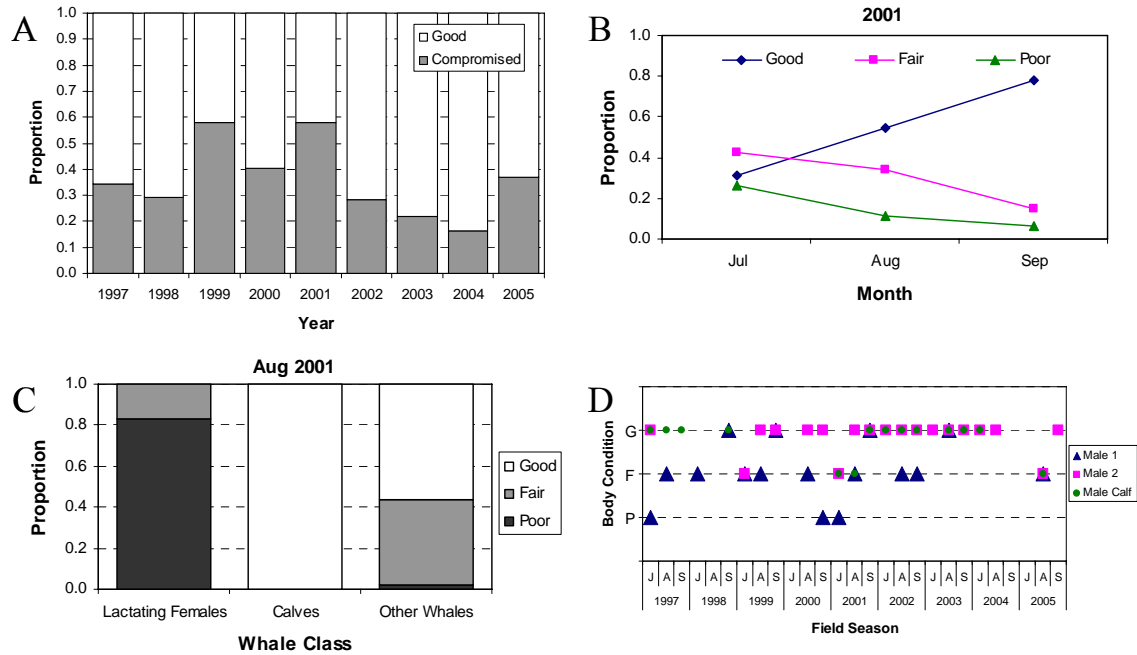 A
1.0
0.9
0.8
0.7
0.6
0.5
0.4
0.3
0.2
0.1
0.0
Proportion
Good
Compromised
1997 1998 1999 2000 2001 2002 2003 2004 2005
Year
B
2001
1.0
0.8
0.6
0.4
0.2
0.0
Proportion
Good Fair Poor
Jul Aug Sep
Month
C
Aug 2001
1.0
0.8
0.6
0.4
0.2
0.0
Proportion
Good
Fair
Poor
Lactating Females Calves Other Whales
Whale Class
D
G
F
P
Body Condition
Male 1
Male 2
Male Calf
J A S J A S J A S J A S J A S J A S J A S J A S J A S
1997 1998 1999 2000 2001 2002 2003 2004 2005
Field Season